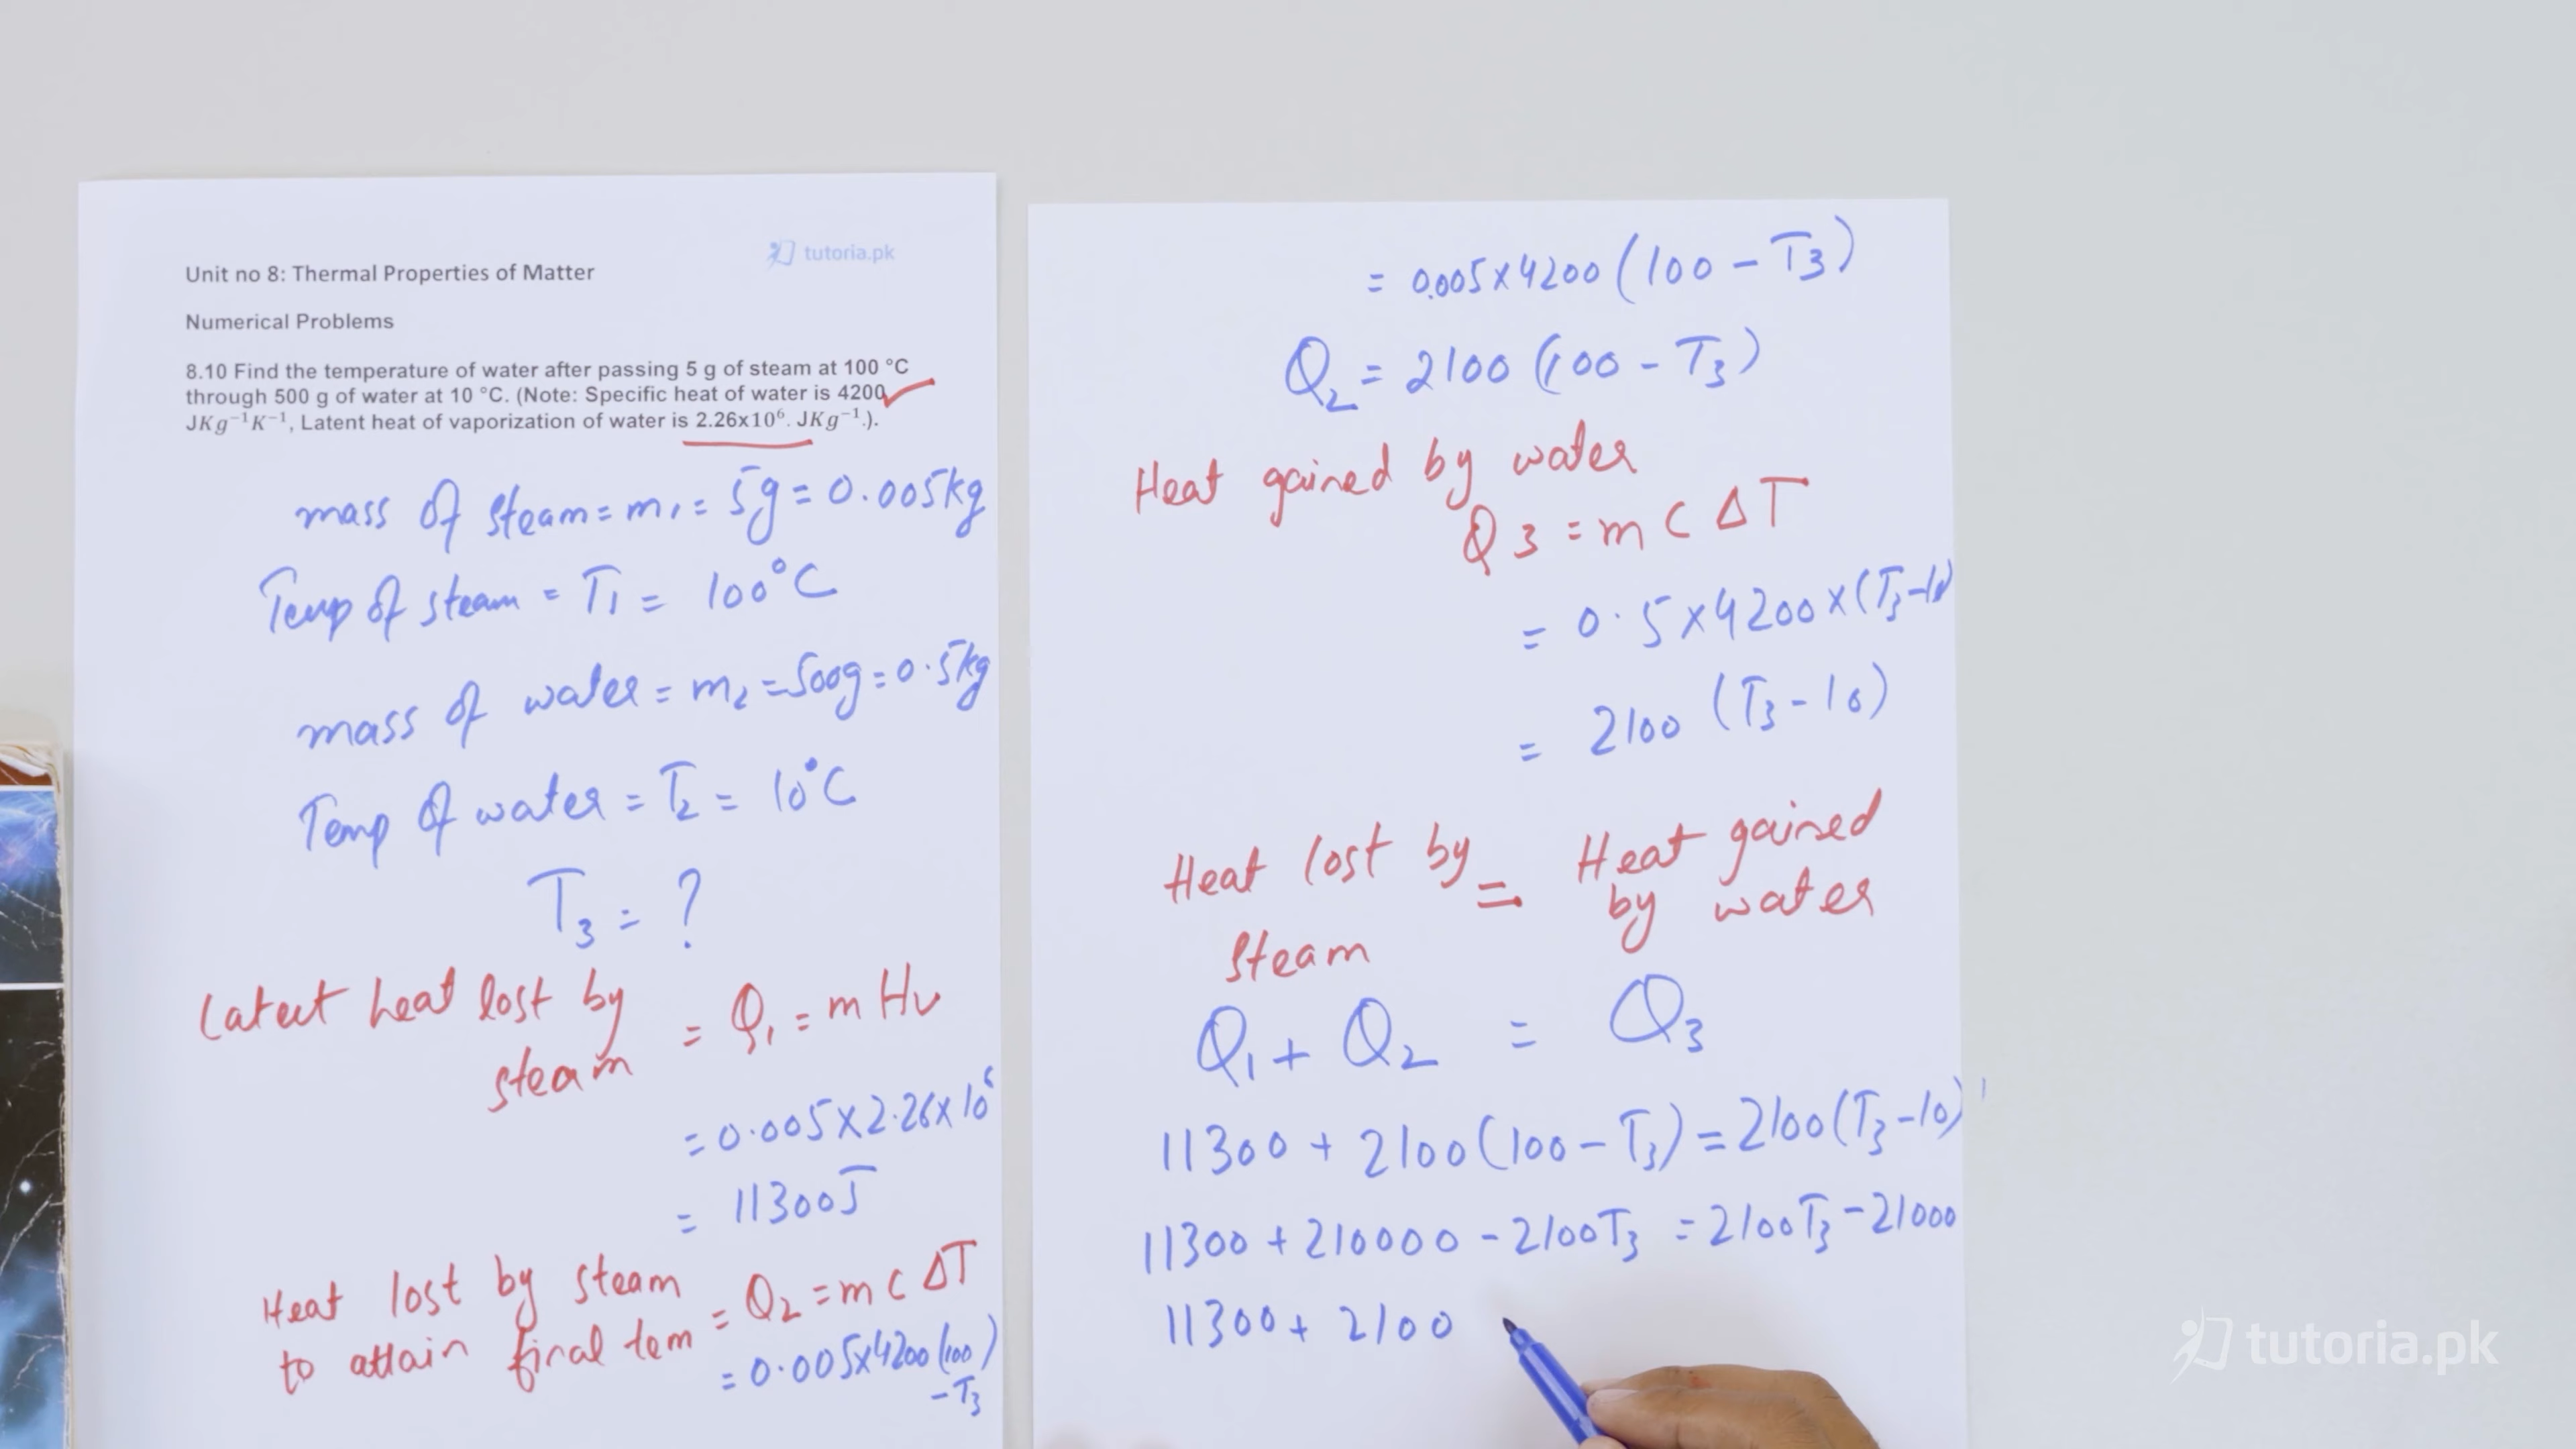 tutoria.pk
Unit no 8: Thermal Properties of Matter
Numerical Problems
8.10 Find the temperature of water after passing 5 g of steam at 100 °C
through 500 g of water at 10 °C. (Note: Specific heat of water is 4200
JKg⁻¹K⁻¹, Latent heat of vaporization of water is 2.26x10⁶. JKg⁻¹.).
mass of steam = m₁ = 5g = 0.005kg
Temp of steam = T₁ = 100°C
mass of water = m₂ = 500g = 0.5kg
Temp of water = T₂ = 10°C
T₃ = ?
Latent heat lost by = Q₁ = m Hv
steam
= 0.005×2.26×10⁶
= 11300J
Heat lost by steam = Q₂ = m c ΔT
to attain final tem
= 0.005×4200(100)
- T₃
= 0.005×4200(100 - T₃)
Q₂ = 2100 (100 - T₃)
Heat gained by water
Q3 = m c ΔT
= 0.5×4200×(T₃-10)
= 2100 (T₃-10)
Heat lost by = Heat gained
steam by water
Q₁ + Q₂ = Q₃
11300 + 2100(100 - T₃) = 2100(T₃-10)
11300 + 210000 - 2100T₃ = 2100T₃ - 21000
11300 + 2100
tutoria.pk